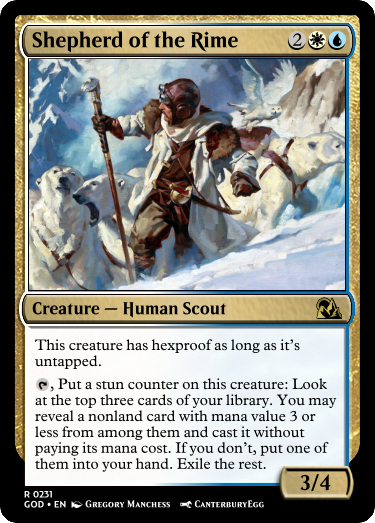 Shepherd of the Rime 2
Creature — Human Scout
This creature has hexproof as long as it's
untapped.
, Put a stun counter on this creature: Look
at the top three cards of your library. You may
reveal a nonland card with mana value 3 or
less from among them and cast it without
paying its mana cost. If you don't, put one of
them into your hand. Exile the rest.
3/4
R 0231
GOD • EN Gregory Manchess CanterburyEgg